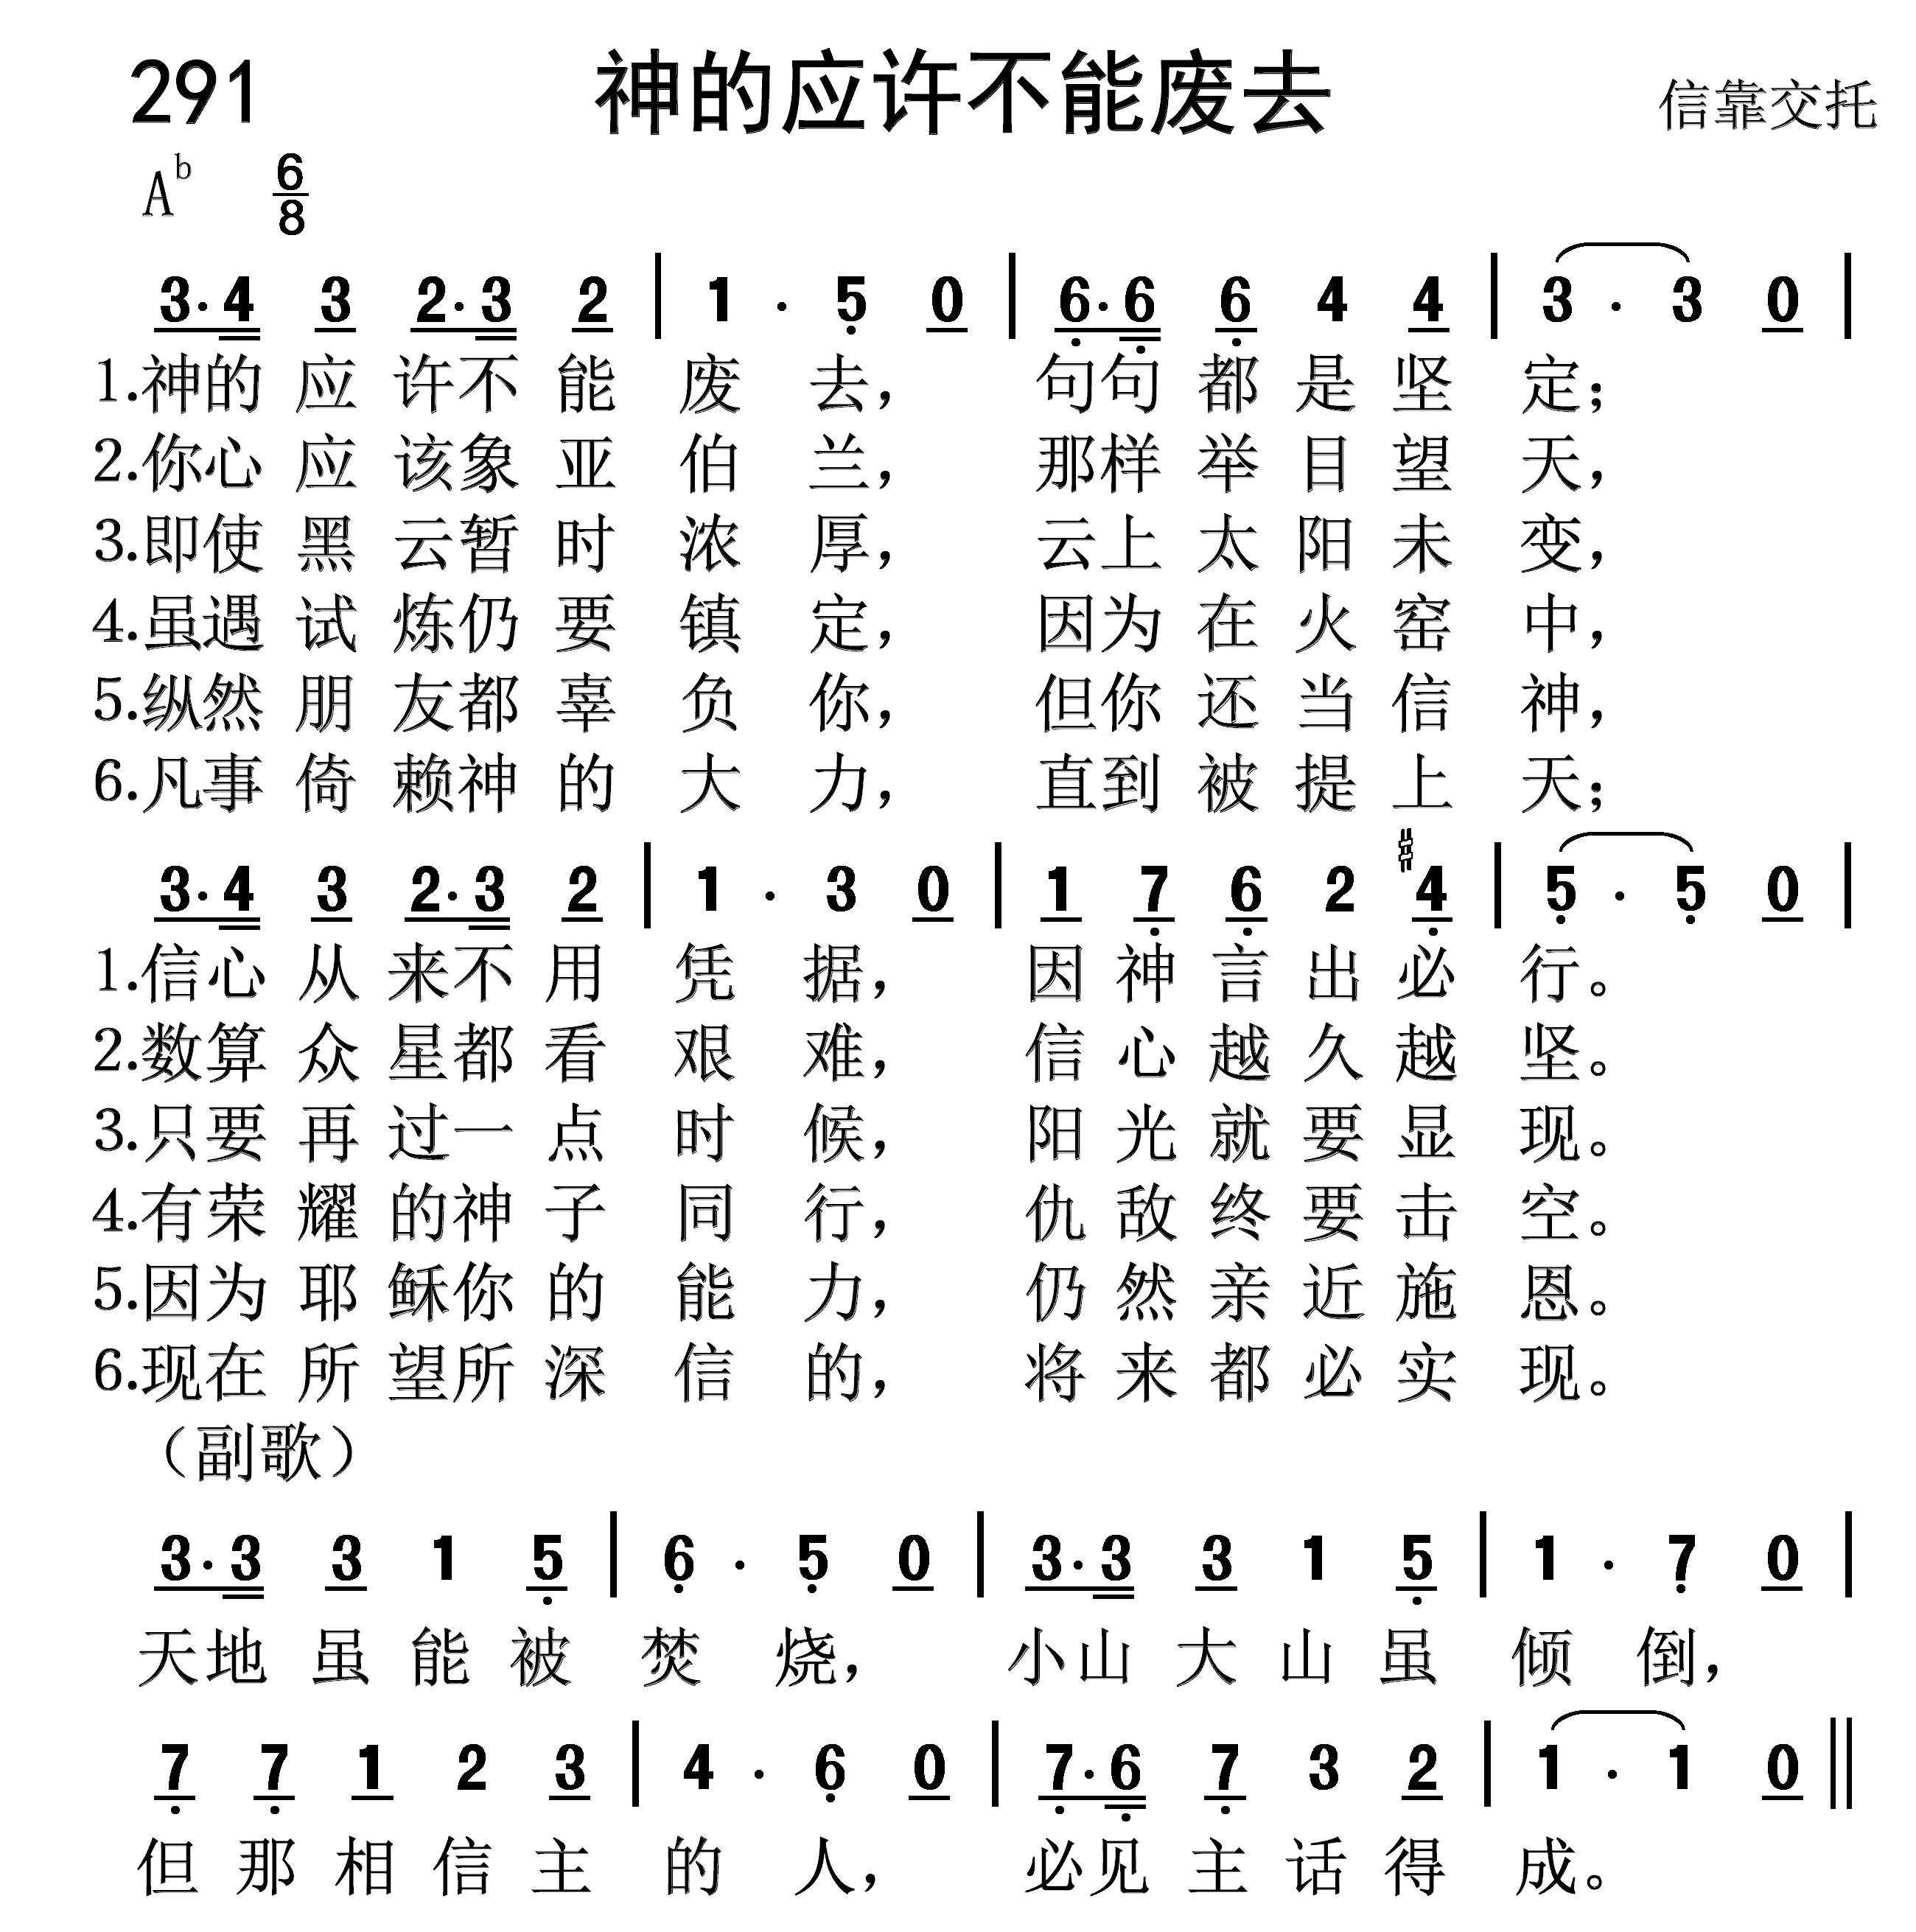 291 神的应许不能废去 信靠交托
A♭ 6/8
3·4 3 2·3 2 | 1 · 5 0 | 6·6 6 4 4 | 3 · 3 0 |
1.神的应许不能废去，句句都是坚定；
2.你心应该象亚伯兰，那样举目望天，
3.即使黑云暂时浓厚，云上太阳未变，
4.虽遇试炼仍要镇定，因为在火窑中，
5.纵然朋友都辜负你，但你还当信神，
6.凡事倚赖神的大力，直到被提上天；
3·4 3 2·3 2 | 1 · 3 0 | 1 7 6 2 #4 | 5 · 5 0 |
1.信心从来不用凭据，因神言出必行。
2.数算众星都看艰难，信心越久越坚。
3.只要再过一点时候，阳光就要显现。
4.有荣耀的神子同行，仇敌终要击空。
5.因为耶稣你的能力，仍然亲近施恩。
6.现在所望所深信的，将来都必实现。
（副歌）
3·3 3 1 5 | 6 · 5 0 | 3·3 3 1 5 | 1 · 7 0 |
天地虽能被焚烧，小山大山虽倾倒，
7 7 1 2 3 | 4 · 6 0 | 7·6 7 3 2 | 1 · 1 0 ||
但那相信主的人，必见主话得成。